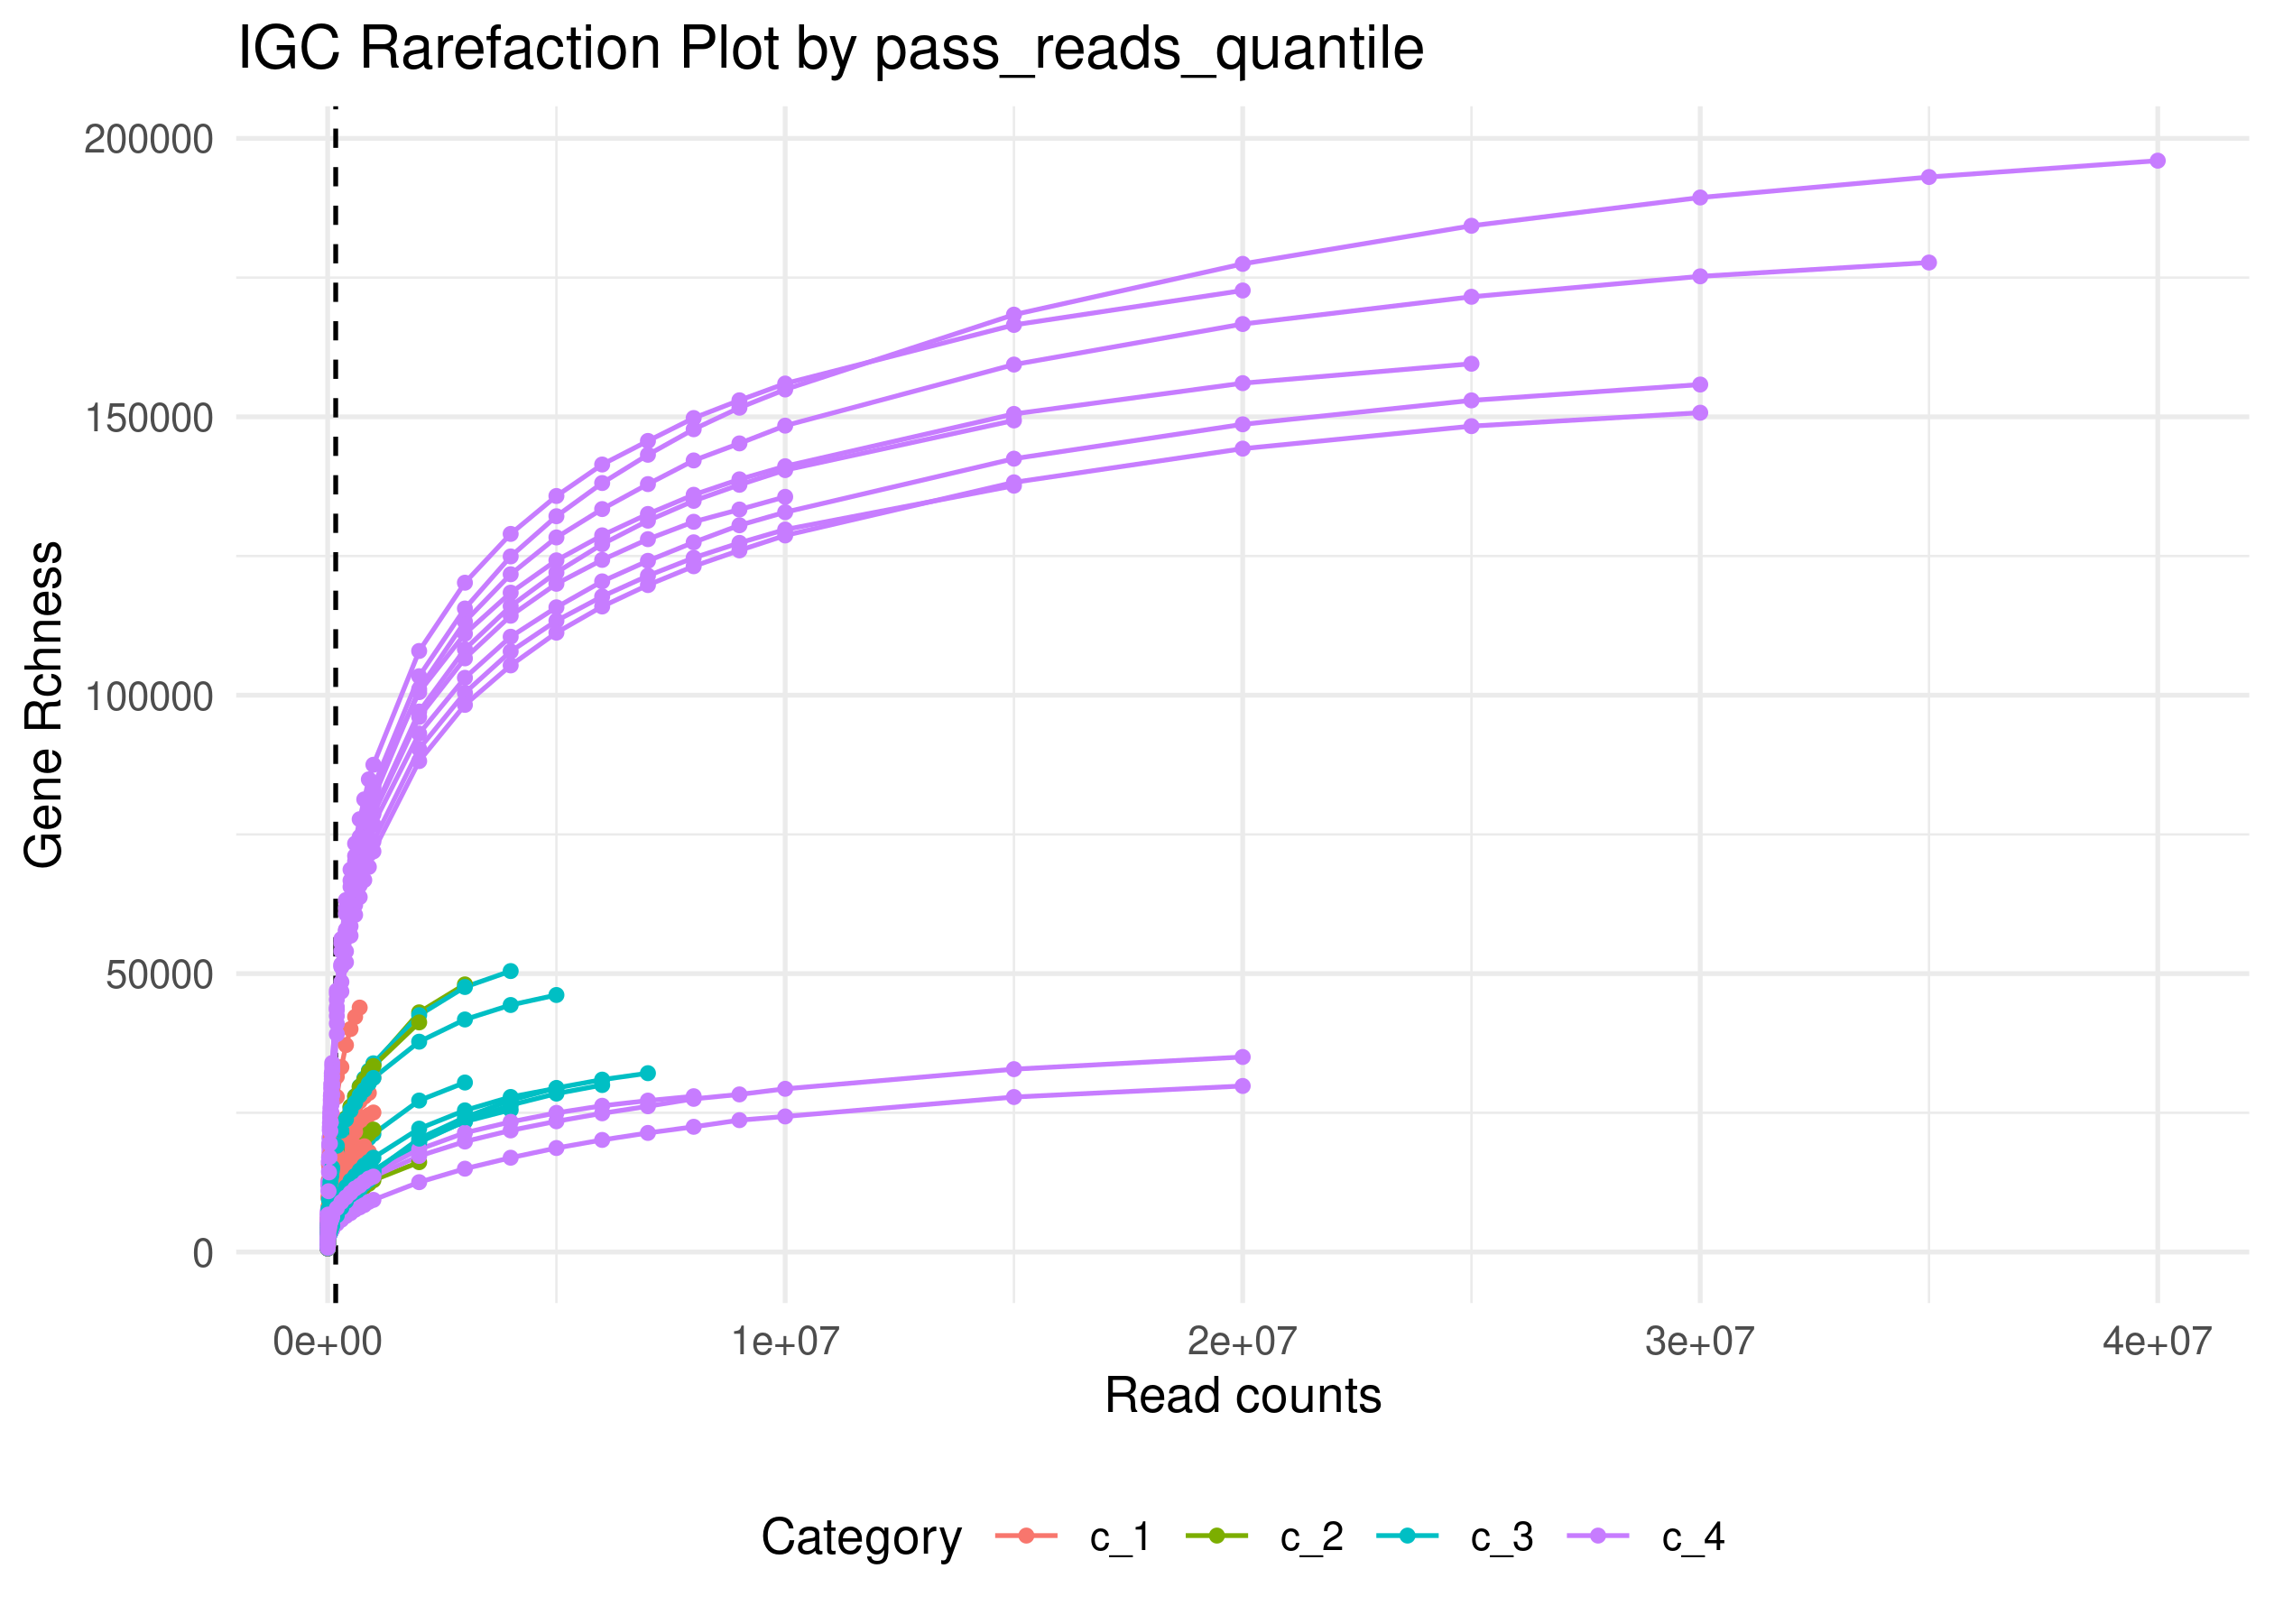 IGC Rarefaction Plot by pass_reads_quantile
200000
150000
100000
50000
0
Gene Rchness
0e+00 1e+07 2e+07 3e+07 4e+07
Read counts
Category c_1 c_2 c_3 c_4